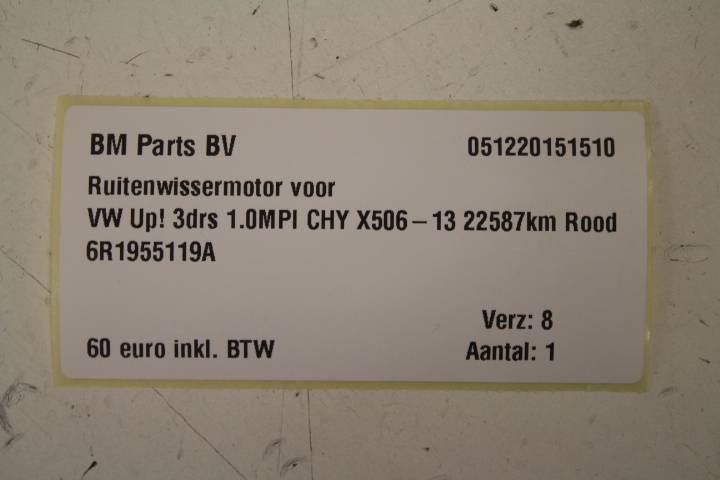 BM Parts BV 051220151510
Ruitenwissermotor voor
VW Up! 3drs 1.0MPI CHY X506-13 22587km Rood
6R1955119A
Verz: 8
60 euro inkl. BTW Aantal: 1